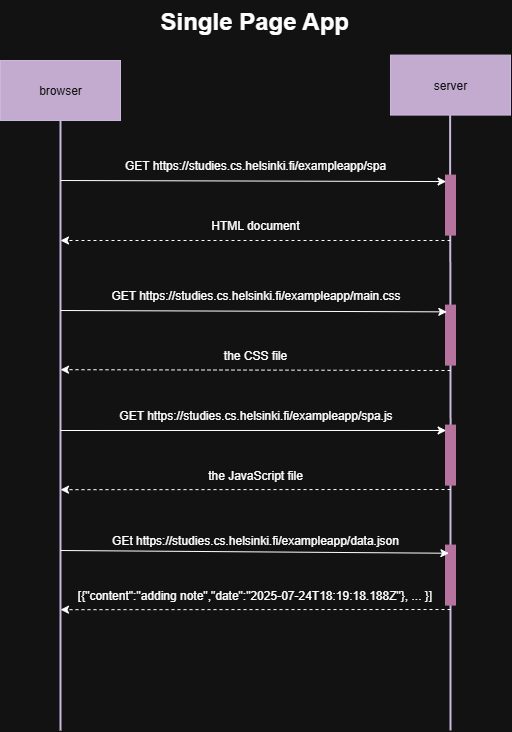 Single Page App
browser
server
GET https://studies.cs.helsinki.fi/exampleapp/spa
HTML document
GET https://studies.cs.helsinki.fi/exampleapp/main.css
the CSS file
GET https://studies.cs.helsinki.fi/exampleapp/spa.js
the JavaScript file
GEt https://studies.cs.helsinki.fi/exampleapp/data.json
[{"content":"adding note","date":"2025-07-24T18:19:18.188Z"}, ... }]